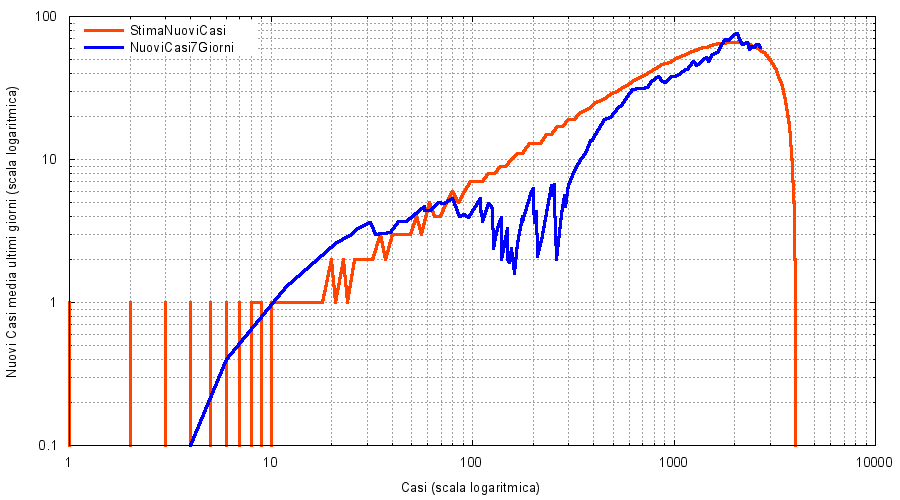 100
10
1
0.1
Nuovi Casi media ultimi giorni (scala logaritmica)
StimaNuoviCasi
NuoviCasi7Giorni
1
10
100
1000
10000
Casi (scala logaritmica)